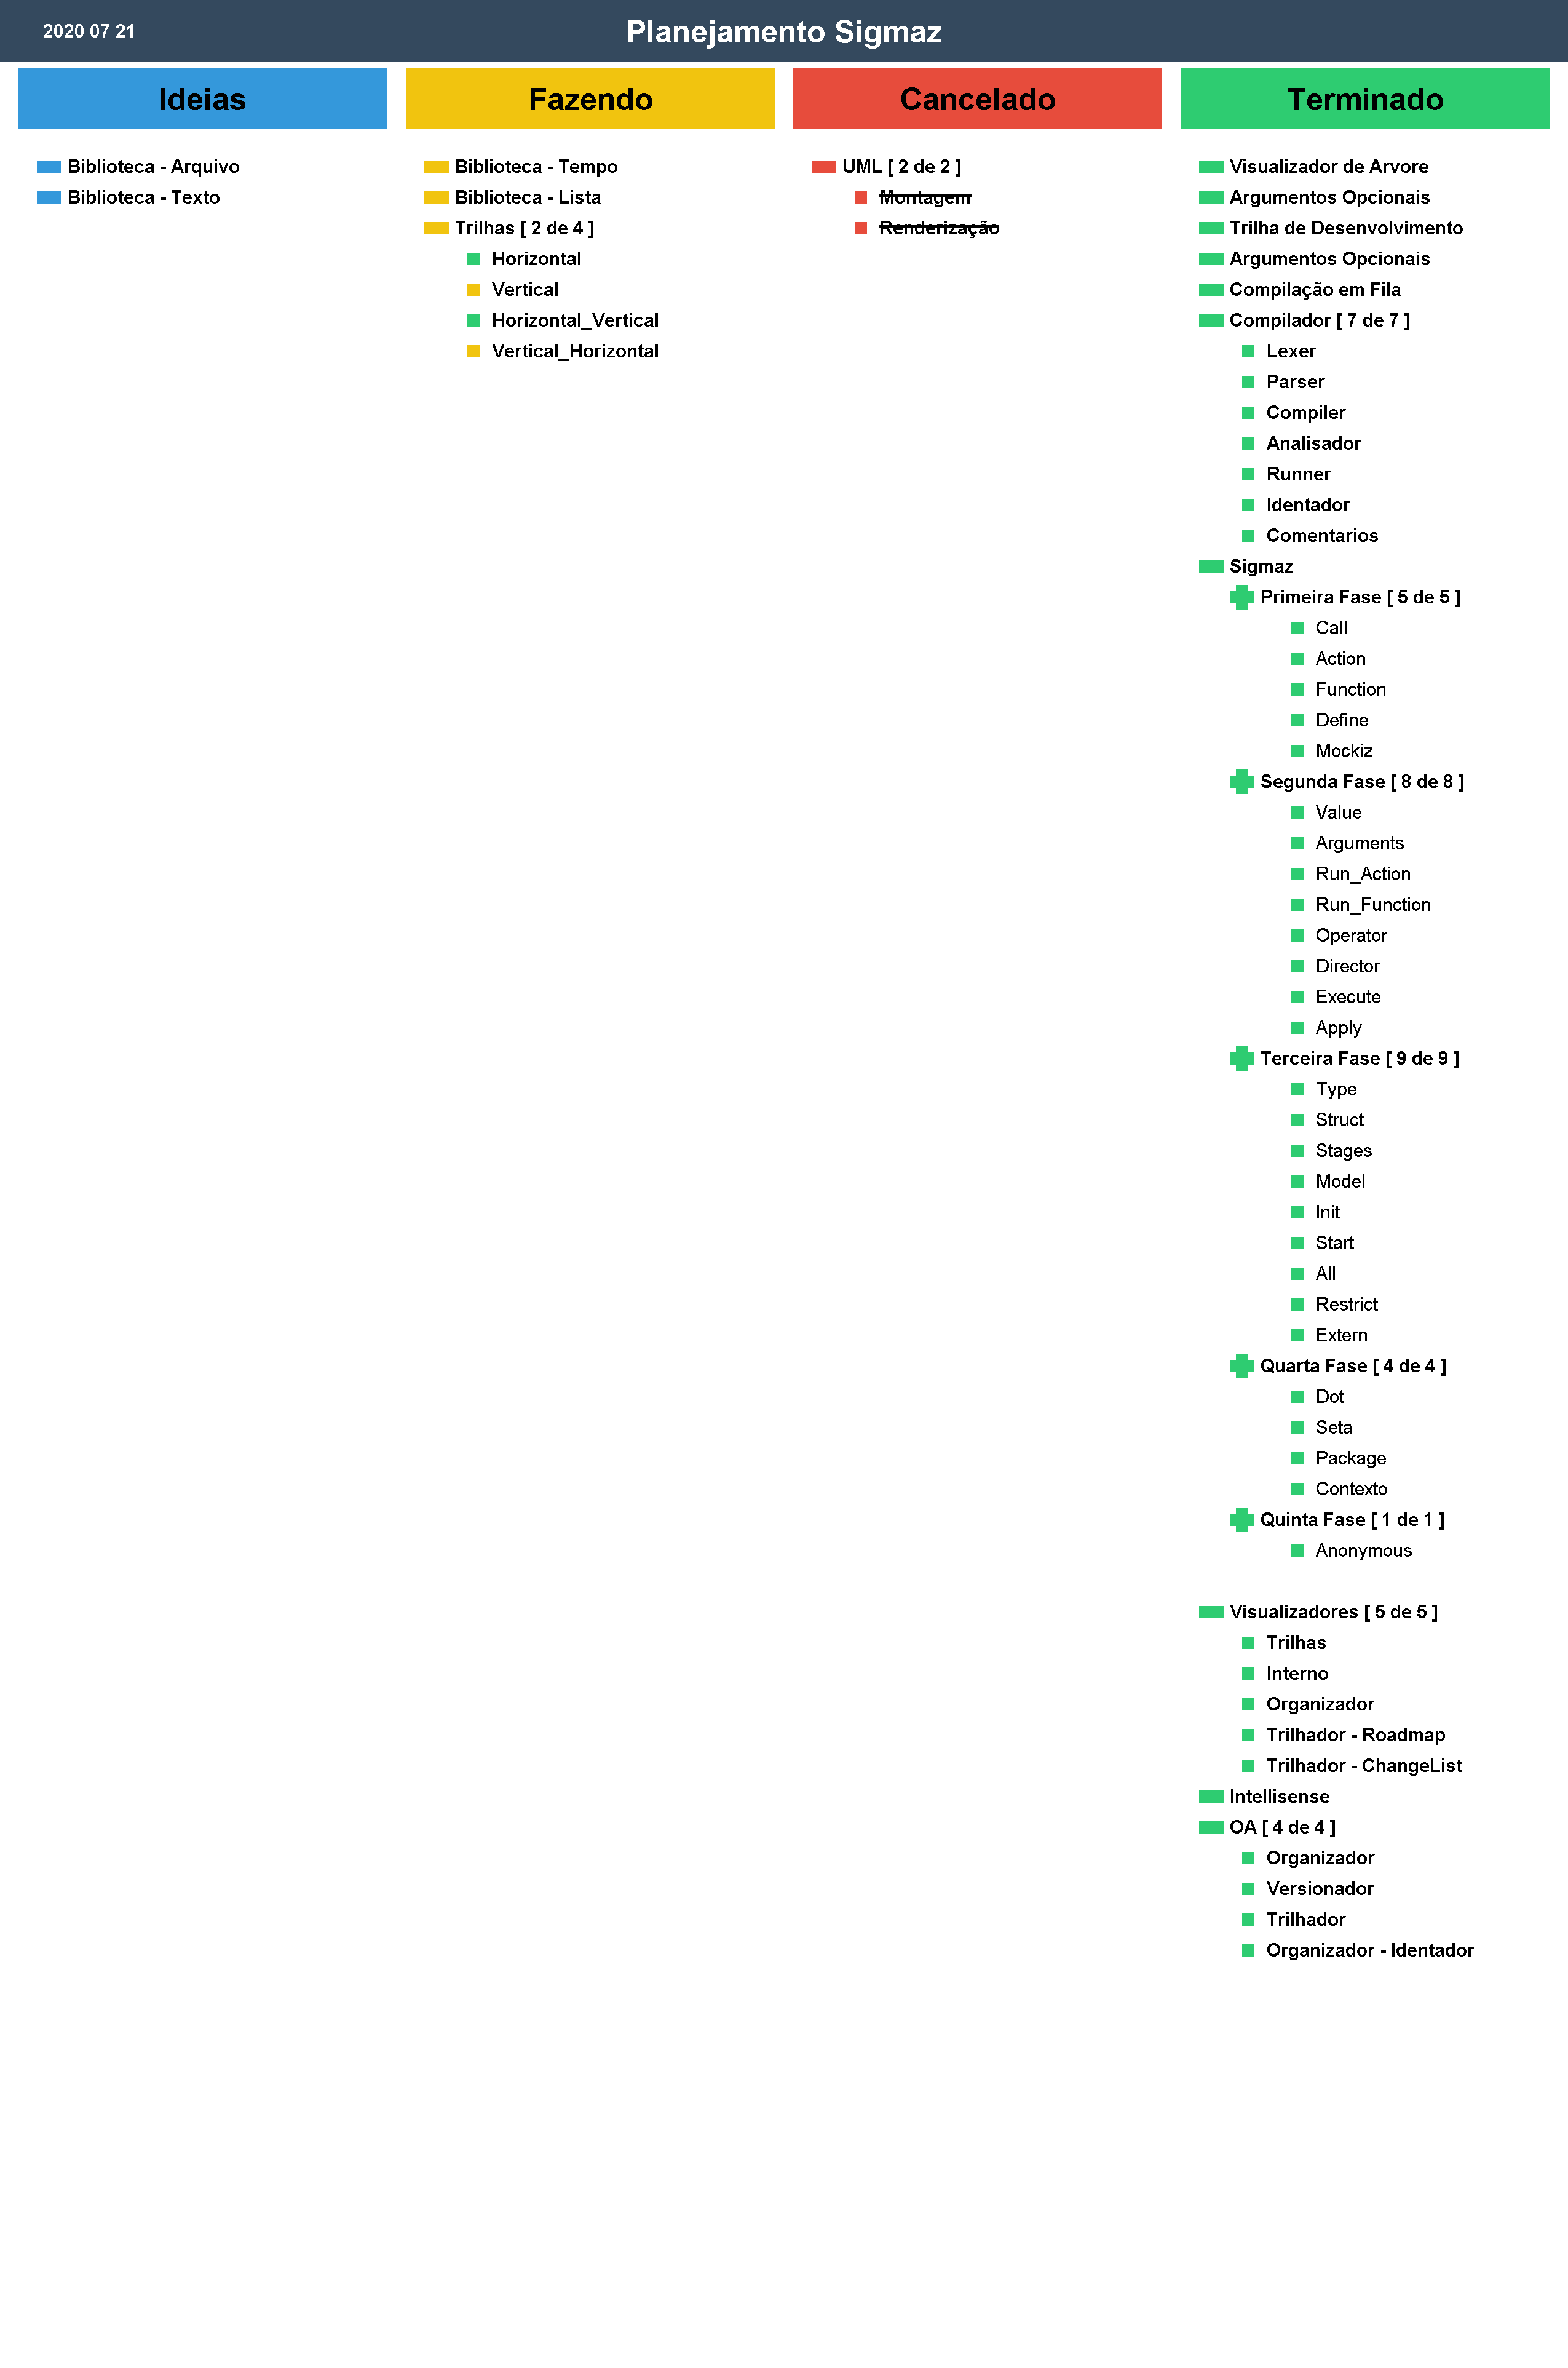 2020 07 21
Planejamento Sigmaz
Ideias
Biblioteca - Arquivo
Biblioteca - Texto
Fazendo
Biblioteca - Tempo
Biblioteca - Lista
Trilhas [ 2 de 4 ]
Horizontal
Vertical
Horizontal_Vertical
Vertical_Horizontal
Cancelado
UML [ 2 de 2 ]
Montagem
Renderização
Terminado
Visualizador de Arvore
Argumentos Opcionais
Trilha de Desenvolvimento
Argumentos Opcionais
Compilação em Fila
Compilador [ 7 de 7 ]
Lexer
Parser
Compiler
Analisador
Runner
Identador
Comentarios
Sigmaz
Primeira Fase [ 5 de 5 ]
Call
Action
Function
Define
Mockiz
Segunda Fase [ 8 de 8 ]
Value
Arguments
Run_Action
Run_Function
Operator
Director
Execute
Apply
Terceira Fase [ 9 de 9 ]
Type
Struct
Stages
Model
Init
Start
All
Restrict
Extern
Quarta Fase [ 4 de 4 ]
Dot
Seta
Package
Contexto
Quinta Fase [ 1 de 1 ]
Anonymous
Visualizadores [ 5 de 5 ]
Trilhas
Interno
Organizador
Trilhador - Roadmap
Trilhador - ChangeList
Intellisense
OA [ 4 de 4 ]
Organizador
Versionador
Trilhador
Organizador - Identador